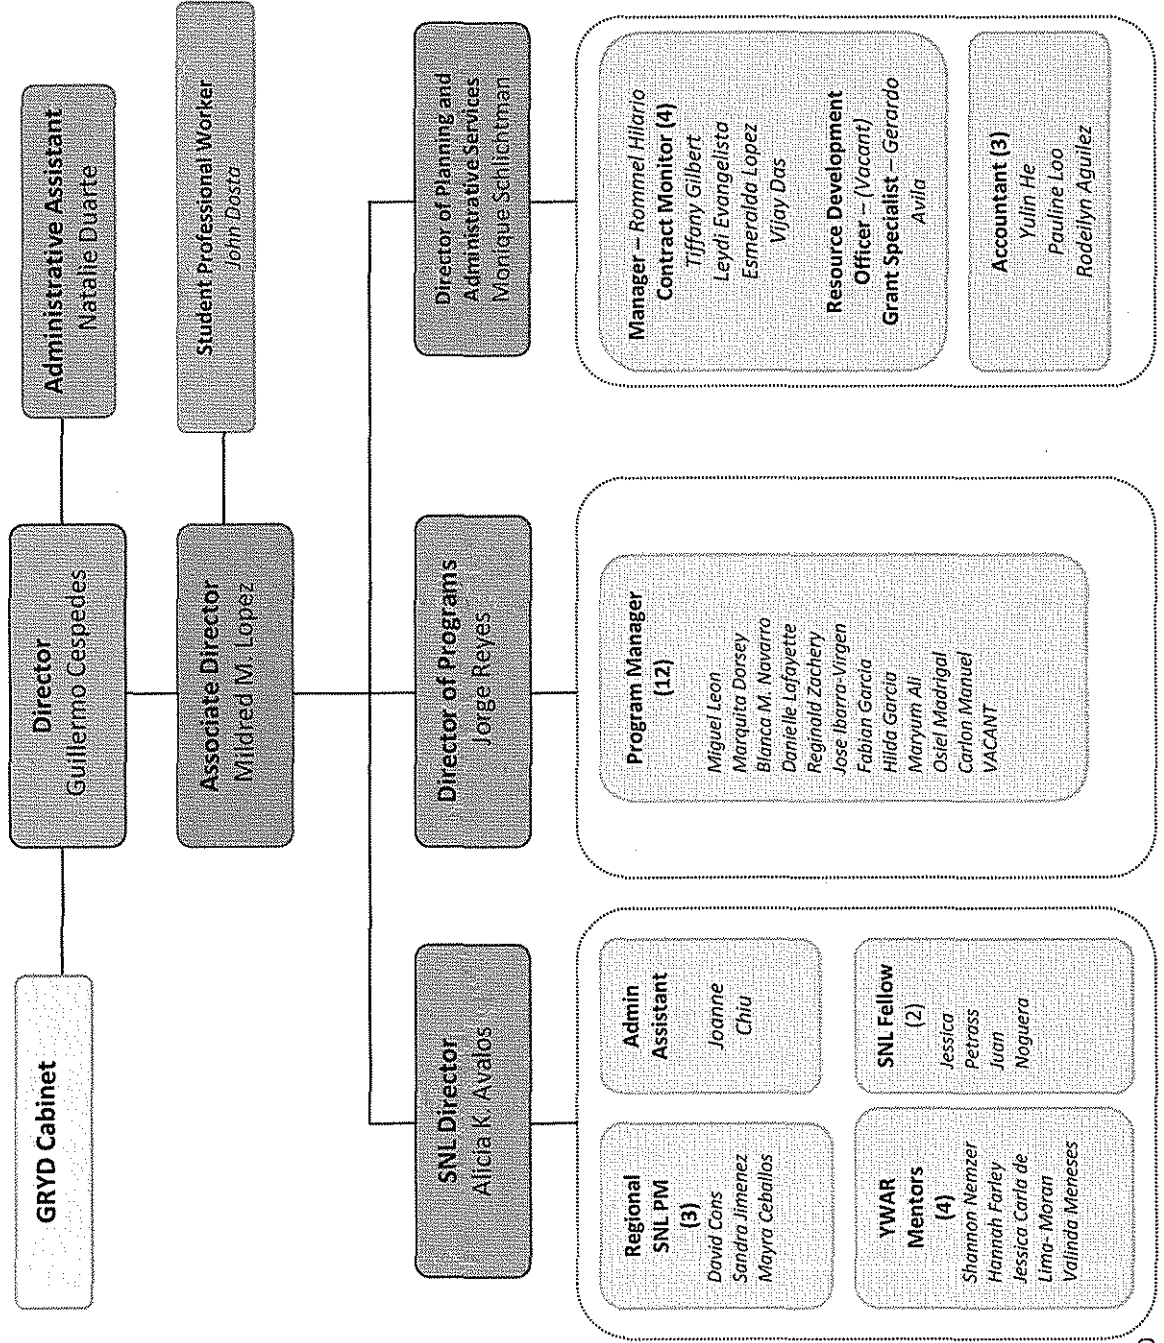 GRYD Cabinet
Director
Guillermo Cespedes
Administrative Assistant
Natalie Duarte
Associate Director
Mildred M. Lopez
Student Professional Worker
John Dosta
SNL Director
Alicia K. Avalos
Director of Programs
Jorge Reyes
Director of Planning and
Administrative Services
Monique Schlichtman
Regional
SNL PM
(3)
David Cons
Sandra Jimenez
Mayra Ceballos
Admin
Assistant
Joanne
Chiu
YWAR
Mentors
(4)
Shannon Nemzer
Hannah Farley
Jessica Carla de
Lima- Moran
Valinda Meneses
SNL Fellow
(2)
Jessica
Petrass
Juan
Noguera
Program Manager
(12)
Miguel Leon
Marquita Dorsey
Blanca M. Navarro
Danielle Lafayette
Reginald Zachery
Jose Ibarra-Virgen
Fabian Garcia
Hilda Garcia
Maryum Ali
Osiel Madrigal
Carlon Manuel
VACANT
Manager – Rommel Hilario
Contract Monitor (4)
Tiffany Gilbert
Leydi Evangelista
Esmeralda Lopez
Vijay Das
Resource Development
Officer – (Vacant)
Grant Specialist – Gerardo
Avila
Accountant (3)
Yulin He
Pauline Loo
Rodeilyn Aguilez